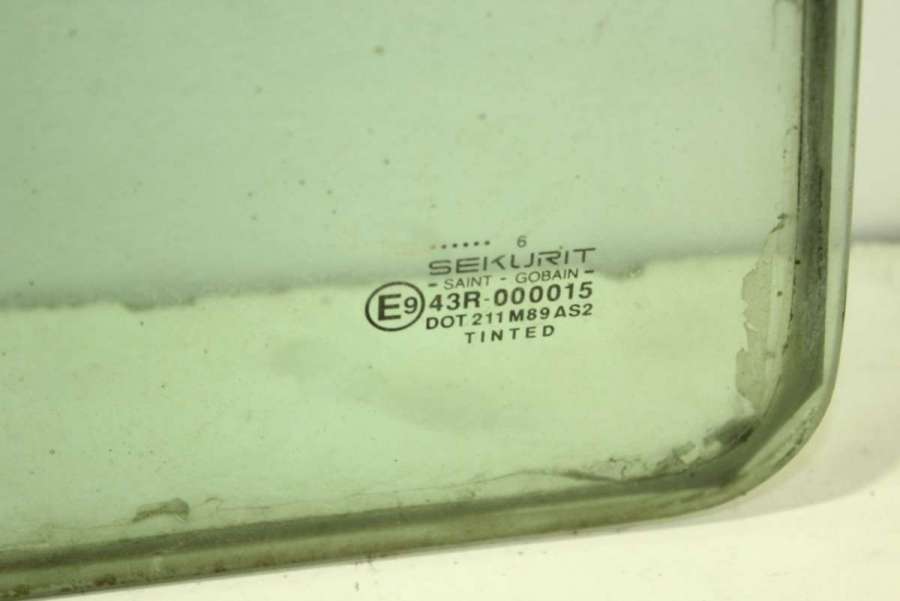 ...... 6
SEKURIT
- SAINT - GOBAIN -
E9 43R-000015
DOT 211 M89 AS2
TINTED